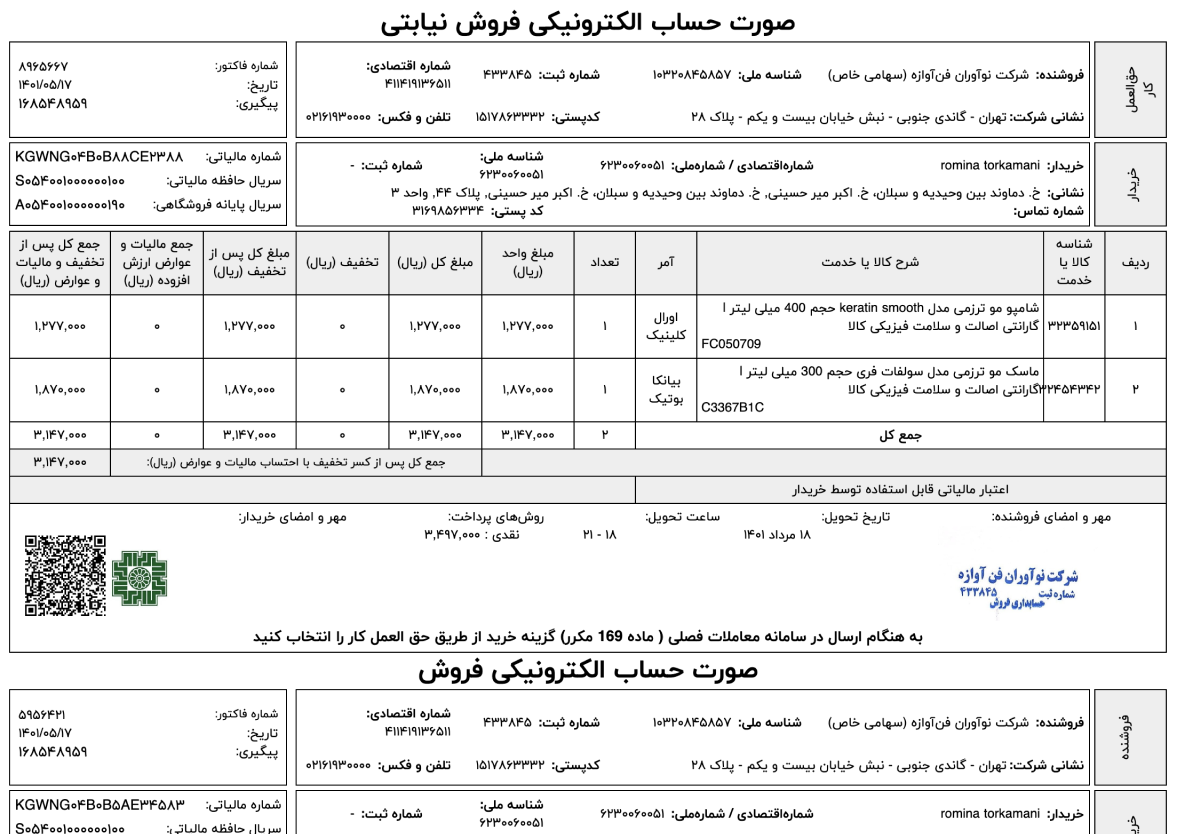 صورت حساب الکترونیکی فروش نیابتی
حق‌العمل کار
فروشنده: شرکت نوآوران فن‌آوازه (سهامی خاص) شناسه ملی: ۱۰۳۲۰۸۴۵۸۵۷ شماره ثبت: ۴۳۳۸۴۵ شماره اقتصادی: ۴۱۱۴۱۹۱۳۶۵۱۱
نشانی شرکت: تهران - گاندی جنوبی - نبش خیابان بیست و یکم - پلاک ۲۸ کدپستی: ۱۵۱۷۸۶۳۳۳۲ تلفن و فکس: ۰۲۱۶۱۹۳۰۰۰۰
شماره فاکتور: ۸۹۶۵۶۶۷
تاریخ: ۱۴۰۱/۰۵/۱۷
پیگیری: ۱۶۸۵۴۸۹۵۹
خریدار
خریدار: romina torkamani شماره‌اقتصادی / شماره‌ملی: ۶۲۳۰۰۶۰۰۵۱ شناسه ملی: ۶۲۳۰۰۶۰۰۵۱ شماره ثبت: -
نشانی: خ. دماوند بین وحیدیه و سبلان، خ. اکبر میر حسینی, خ. دماوند بین وحیدیه و سبلان، خ. اکبر میر حسینی, پلاک ۴۴, واحد ۳
شماره تماس: کد پستی: ۳۱۶۹۸۵۶۳۳۴
شماره مالیاتی: KGWNG۰۴B۰B۸۸CE۲۳۸۸
سریال حافظه مالیاتی: S۰۵۴۰۰۱۰۰۰۰۰۰۱۰۰
سریال پایانه فروشگاهی: A۰۵۴۰۰۱۰۰۰۰۰۰۱۹۰
ردیف شناسه کالا یا خدمت شرح کالا یا خدمت آمر تعداد مبلغ واحد (ریال) مبلغ کل (ریال) تخفیف (ریال) مبلغ کل پس از تخفیف (ریال) جمع مالیات و عوارض ارزش افزوده (ریال) جمع کل پس از تخفیف و مالیات و عوارض (ریال)
۱ ۳۲۳۵۹۱۵۱ شامپو مو ترزمی مدل keratin smooth حجم 400 میلی لیتر | گارانتی اصالت و سلامت فیزیکی کالا FC050709 اورال کلینیک ۱ ۱,۲۷۷,۰۰۰ ۱,۲۷۷,۰۰۰ ۰ ۱,۲۷۷,۰۰۰ ۰ ۱,۲۷۷,۰۰۰
۲ ۳۲۴۵۴۳۴۲ ماسک مو ترزمی مدل سولفات فری حجم 300 میلی لیتر | گارانتی اصالت و سلامت فیزیکی کالا C3367B1C بیانکا بوتیک ۱ ۱,۸۷۰,۰۰۰ ۱,۸۷۰,۰۰۰ ۰ ۱,۸۷۰,۰۰۰ ۰ ۱,۸۷۰,۰۰۰
جمع کل ۲ ۳,۱۴۷,۰۰۰ ۳,۱۴۷,۰۰۰ ۰ ۳,۱۴۷,۰۰۰ ۰ ۳,۱۴۷,۰۰۰
جمع کل پس از کسر تخفیف با احتساب مالیات و عوارض (ریال): ۳,۱۴۷,۰۰۰
اعتبار مالیاتی قابل استفاده توسط خریدار
مهر و امضای فروشنده: تاریخ تحویل: ساعت تحویل: روش‌های پرداخت: مهر و امضای خریدار:
۱۸ مرداد ۱۴۰۱ ۱۸ - ۲۱ نقدی : ۳,۴۹۷,۰۰۰
شرکت نوآوران فن آوازه
شماره ثبت ۴۳۳۸۴۵
حسابداری فروش
به هنگام ارسال در سامانه معاملات فصلی ( ماده 169 مکرر) گزینه خرید از طریق حق العمل کار را انتخاب کنید
صورت حساب الکترونیکی فروش
فروشنده
فروشنده: شرکت نوآوران فن‌آوازه (سهامی خاص) شناسه ملی: ۱۰۳۲۰۸۴۵۸۵۷ شماره ثبت: ۴۳۳۸۴۵ شماره اقتصادی: ۴۱۱۴۱۹۱۳۶۵۱۱
نشانی شرکت: تهران - گاندی جنوبی - نبش خیابان بیست و یکم - پلاک ۲۸ کدپستی: ۱۵۱۷۸۶۳۳۳۲ تلفن و فکس: ۰۲۱۶۱۹۳۰۰۰۰
شماره فاکتور: ۵۹۵۶۴۲۱
تاریخ: ۱۴۰۱/۰۵/۱۷
پیگیری: ۱۶۸۵۴۸۹۵۹
خریدار: romina torkamani شماره‌اقتصادی / شماره‌ملی: ۶۲۳۰۰۶۰۰۵۱ شناسه ملی: ۶۲۳۰۰۶۰۰۵۱ شماره ثبت: -
شماره مالیاتی: KGWNG۰۴B۰B۵AE۳۴۵۸۳
سریال حافظه مالیاتی: S۰۵۴۰۰۱۰۰۰۰۰۰۱۰۰